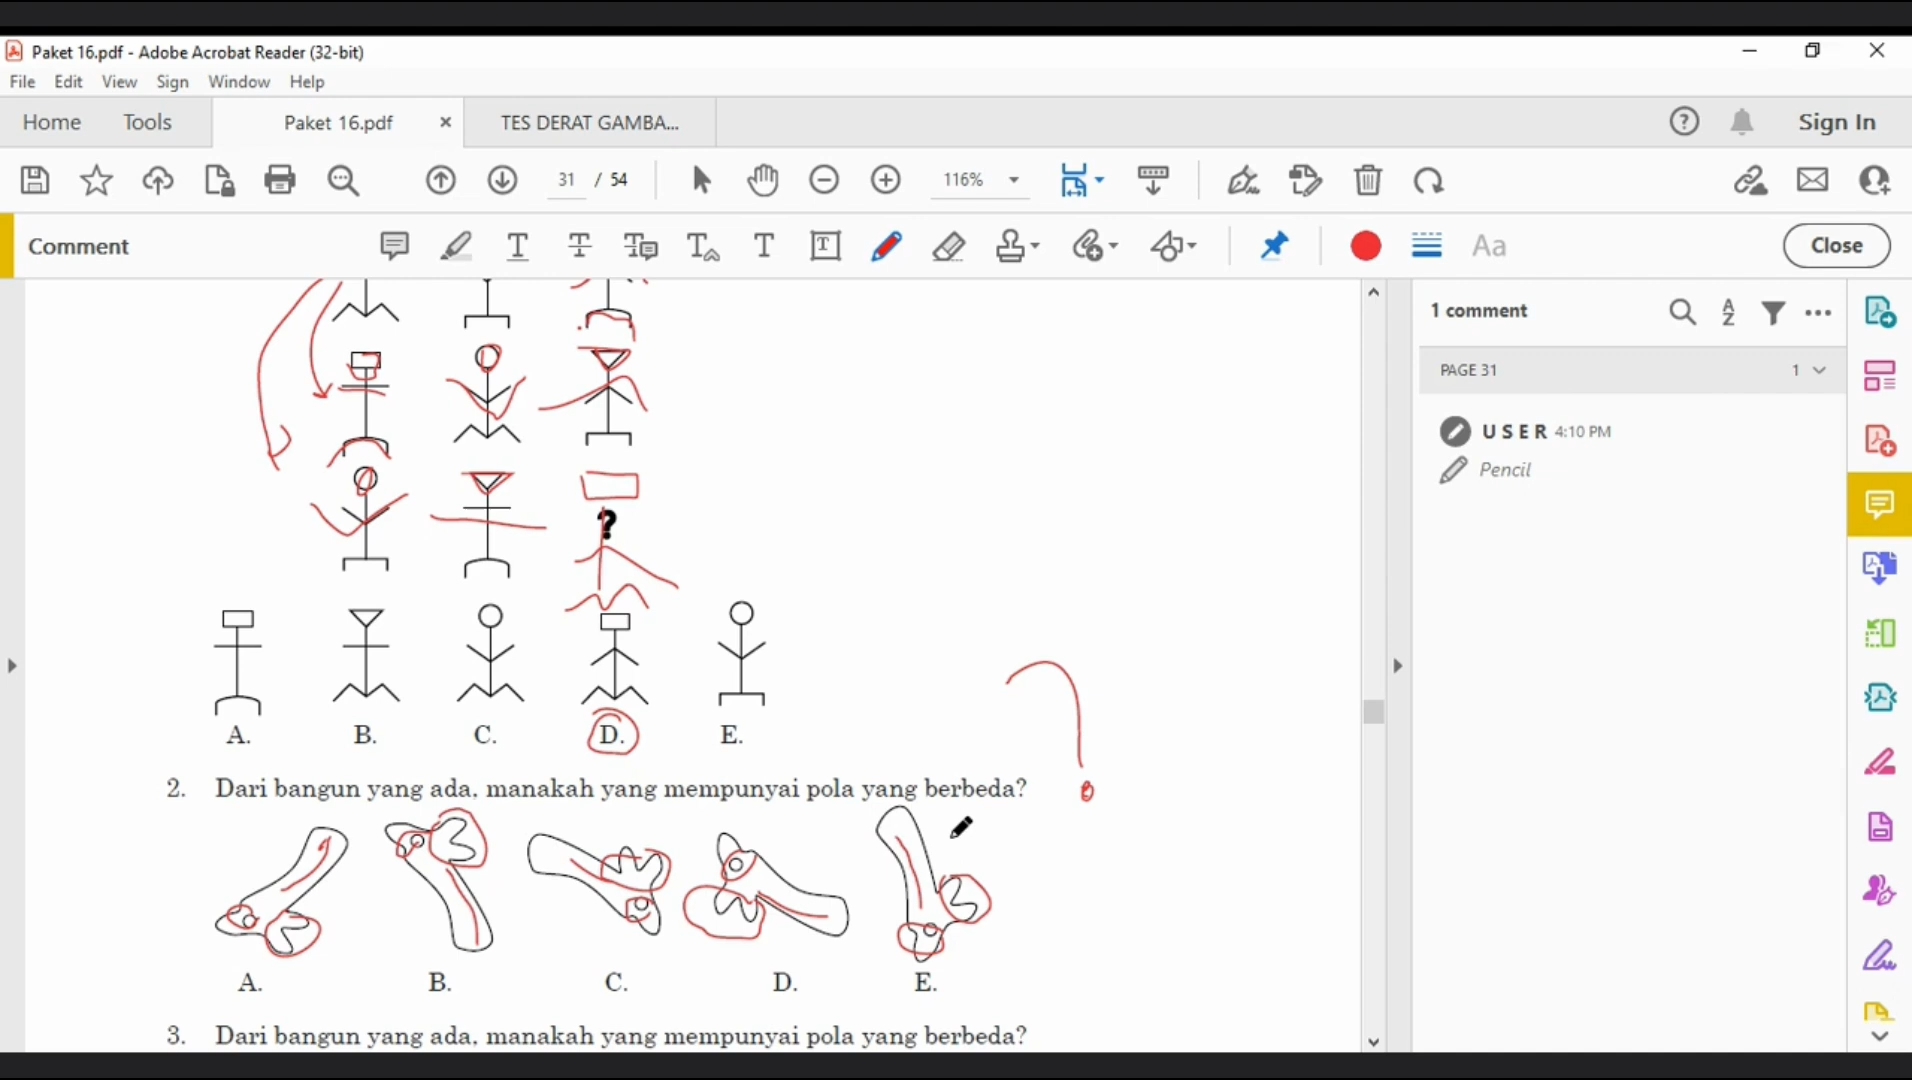 Paket 16.pdf - Adobe Acrobat Reader (32-bit)
File Edit View Sign Window Help
Home Tools Paket 16.pdf × TES DERAT GAMBA... Sign In
31 / 54 116%
Comment Close
Aa
1 comment
PAGE 31 1
U S E R 4:10 PM
Pencil
?
A. B. C. D. E.
2. Dari bangun yang ada, manakah yang mempunyai pola yang berbeda?
A. B. C. D. E.
3. Dari bangun yang ada, manakah yang mempunyai pola yang berbeda?